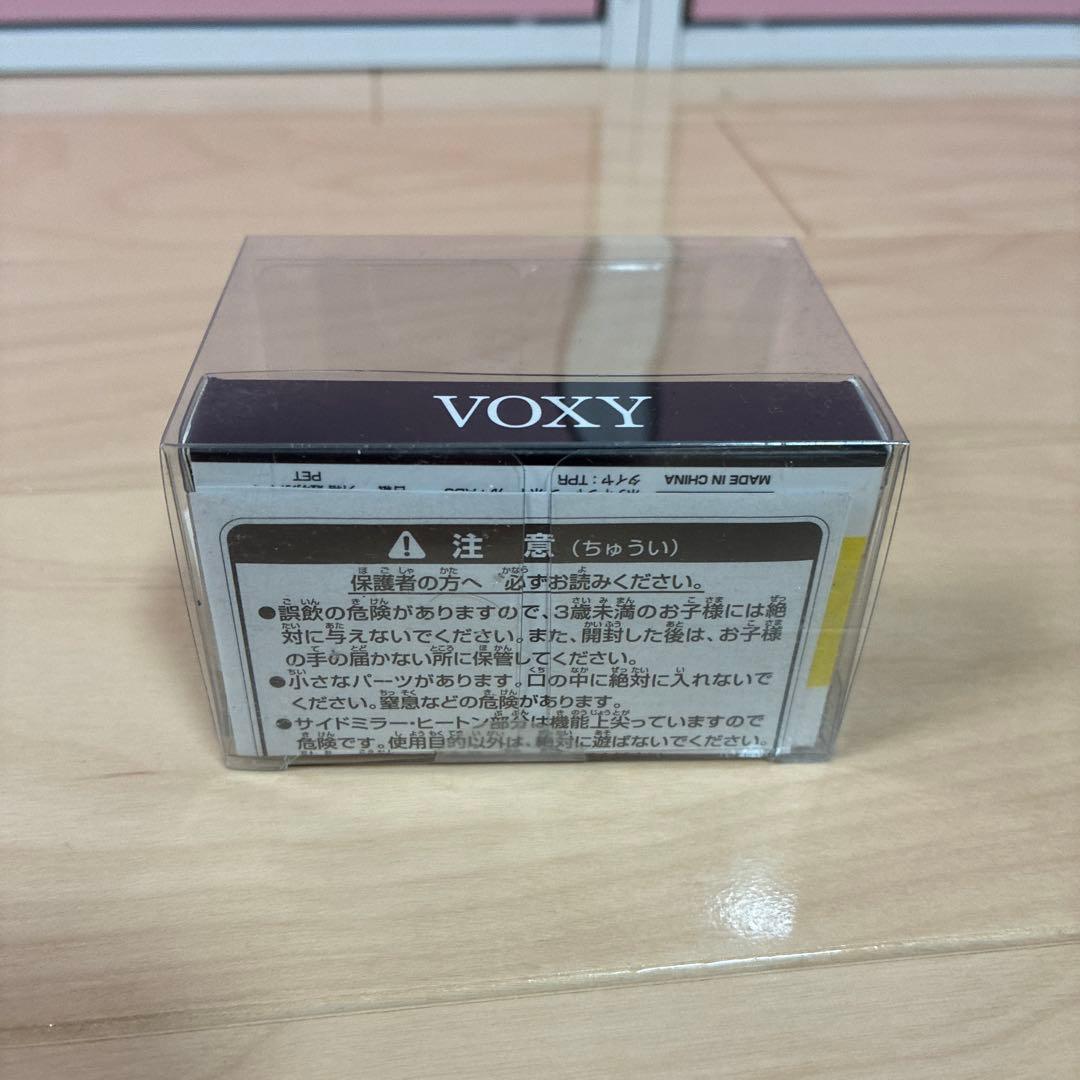 VOXY
MADE IN CHINA
タイヤ：TPR
PET
注 意 (ちゅうい)
保護者の方へ 必ずお読みください。
●誤飲の危険がありますので、3歳未満のお子様には絶
対に与えないでください。また、開封した後は、お子様
の手の届かない所に保管してください。
●小さなパーツがあります。口の中に絶対に入れないで
ください。窒息などの危険があります。
●サイドミラー・ヒートン部分は機能上尖っていますので
危険です。使用目的以外は、絶対に遊ばないでください。